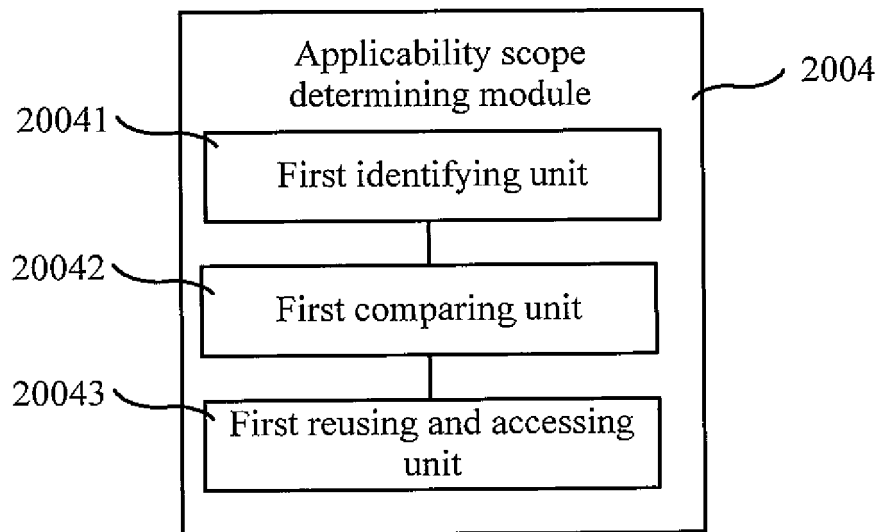 Applicability scope
determining module
2004
20041
First identifying unit
20042
First comparing unit
20043
First reusing and accessing
unit